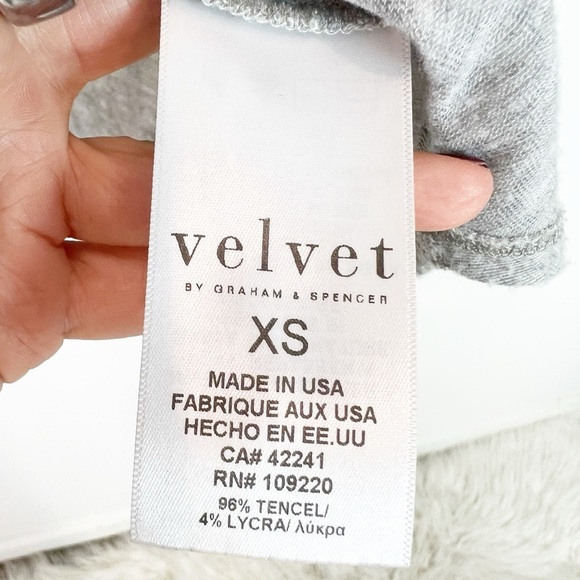 velvet
BY GRAHAM & SPENCER
XS
MADE IN USA
FABRIQUE AUX USA
HECHO EN EE.UU
CA# 42241
RN# 109220
96% TENCEL/
4% LYCRA/ λύκρα